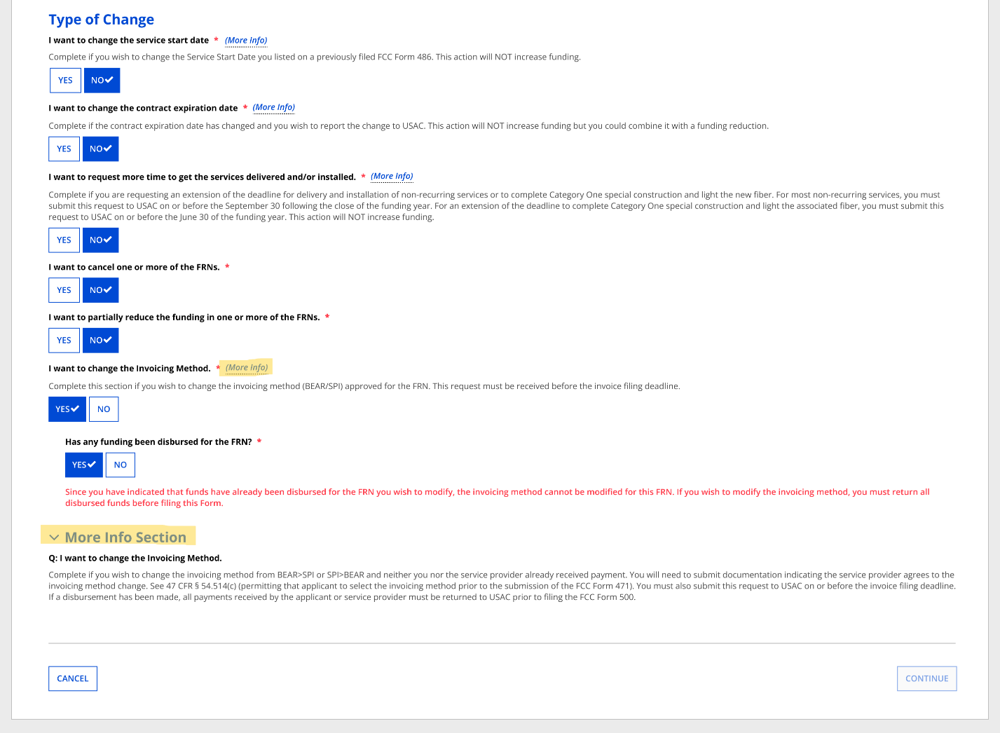 Type of Change
I want to change the service start date * (More Info)
Complete if you wish to change the Service Start Date you listed on a previously filed FCC Form 486. This action will NOT increase funding.
YES NO
I want to change the contract expiration date * (More Info)
Complete if the contract expiration date has changed and you wish to report the change to USAC. This action will NOT increase funding but you could combine it with a funding reduction.
YES NO
I want to request more time to get the services delivered and/or installed. * (More Info)
Complete if you are requesting an extension of the deadline for delivery and installation of non-recurring services or to complete Category One special construction and light the new fiber. For most non-recurring services, you must
submit this request to USAC on or before the September 30 following the close of the funding year. For an extension of the deadline to complete Category One special construction and light the associated fiber, you must submit this
request to USAC on or before the June 30 of the funding year. This action will NOT increase funding.
YES NO
I want to cancel one or more of the FRNs. *
YES NO
I want to partially reduce the funding in one or more of the FRNs. *
YES NO
I want to change the Invoicing Method. * (More Info)
Complete this section if you wish to change the invoicing method (BEAR/SPI) approved for the FRN. This request must be received before the invoice filing deadline.
YES NO
Has any funding been disbursed for the FRN? *
YES NO
Since you have indicated that funds have already been disbursed for the FRN you wish to modify, the invoicing method cannot be modified for this FRN. If you wish to modify the invoicing method, you must return all
disbursed funds before filing this Form.
More Info Section
Q: I want to change the Invoicing Method.
Complete if you wish to change the invoicing method from BEAR>SPI or SPI>BEAR and neither you nor the service provider already received payment. You will need to submit documentation indicating the service provider agrees to the
invoicing method change. See 47 CFR § 54.514(c) (permitting that applicant to select the invoicing method prior to the submission of the FCC Form 471). You must also submit this request to USAC on or before the invoice filing deadline.
If a disbursement has been made, all payments received by the applicant or service provider must be returned to USAC prior to filing the FCC Form 500.
CANCEL CONTINUE